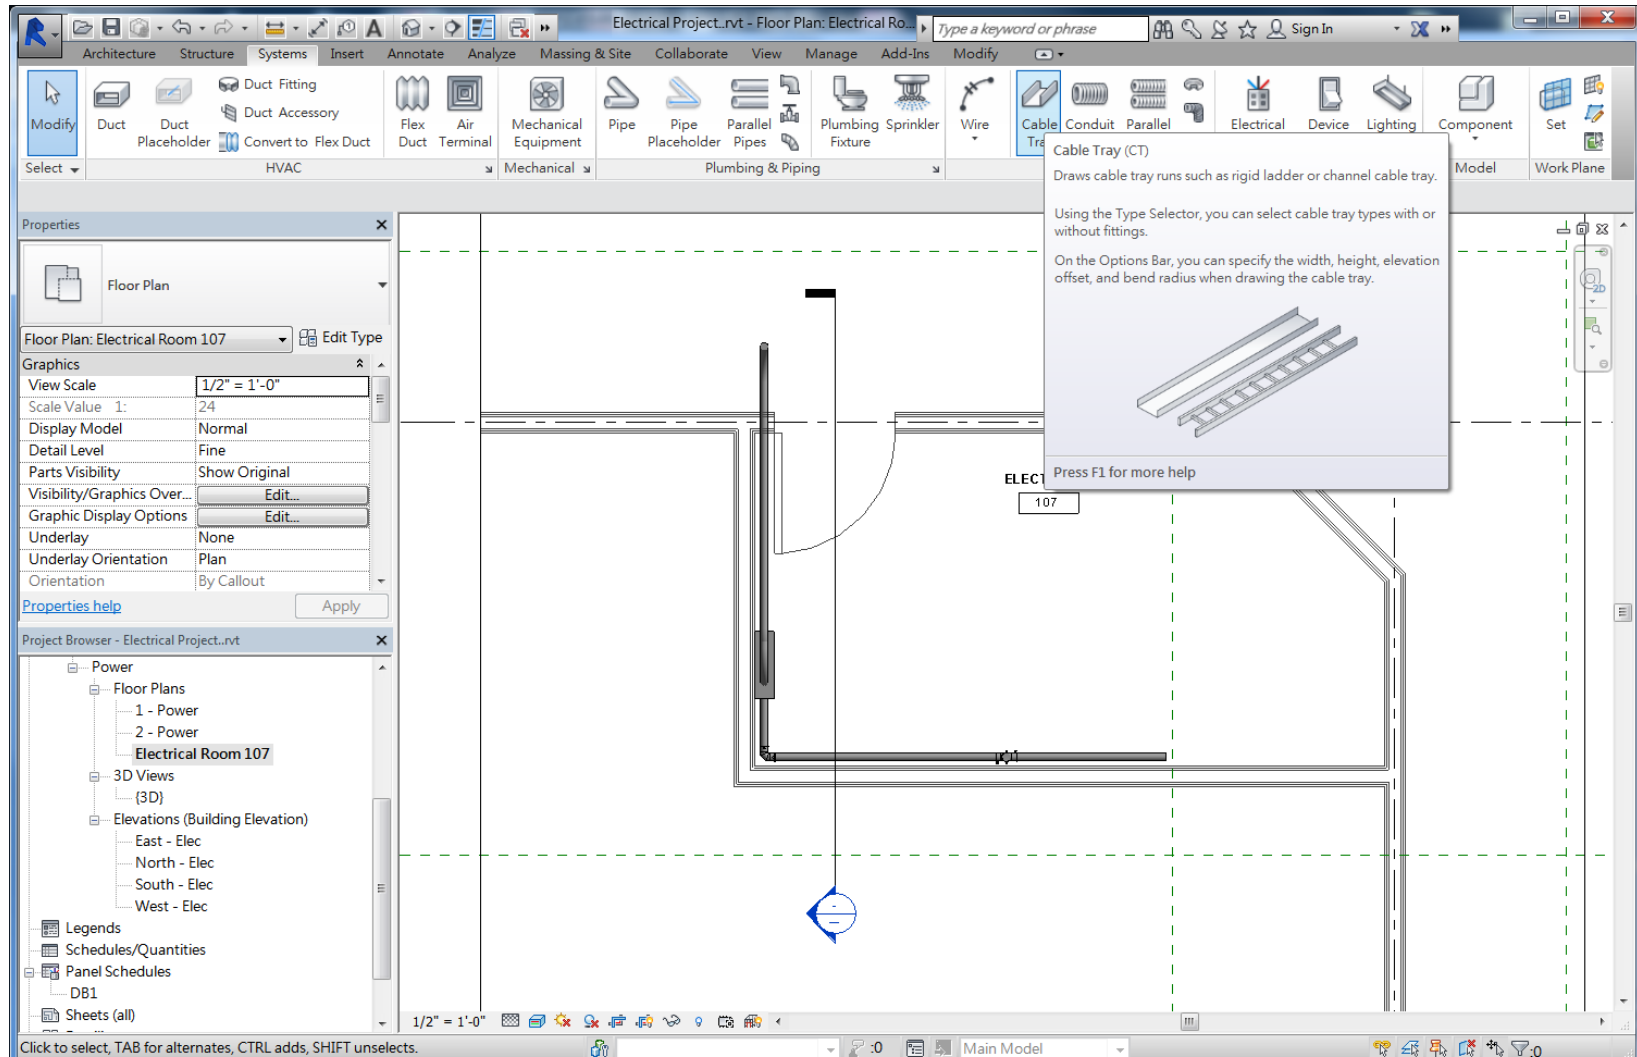 Electrical Project..rvt - Floor Plan: Electrical Ro...
Type a keyword or phrase
Sign In
Architecture Structure Systems Insert Annotate Analyze Massing & Site Collaborate View Manage Add-Ins Modify
Modify
Duct
Duct Placeholder
Duct Fitting
Duct Accessory
Convert to Flex Duct
Flex Duct
Air Terminal
Mechanical Equipment
Pipe
Pipe Placeholder
Parallel Pipes
Plumbing Fixture
Sprinkler
Wire
Cable
Conduit
Parallel
Electrical
Device
Lighting
Component
Set
Select
HVAC
Mechanical
Plumbing & Piping
Model
Work Plane
Cable Tray (CT)
Draws cable tray runs such as rigid ladder or channel cable tray.
Using the Type Selector, you can select cable tray types with or
without fittings.
On the Options Bar, you can specify the width, height, elevation
offset, and bend radius when drawing the cable tray.
Press F1 for more help
Properties
Floor Plan
Floor Plan: Electrical Room 107
Edit Type
Graphics
View Scale 1/2" = 1'-0"
Scale Value 1: 24
Display Model Normal
Detail Level Fine
Parts Visibility Show Original
Visibility/Graphics Over... Edit...
Graphic Display Options Edit...
Underlay None
Underlay Orientation Plan
Orientation By Callout
Properties help
Apply
Project Browser - Electrical Project..rvt
Power
Floor Plans
1 - Power
2 - Power
Electrical Room 107
3D Views
{3D}
Elevations (Building Elevation)
East - Elec
North - Elec
South - Elec
West - Elec
Legends
Schedules/Quantities
Panel Schedules
DB1
Sheets (all)
ELECT
107
2D
1/2" = 1'-0"
Click to select, TAB for alternates, CTRL adds, SHIFT unselects.
:0
Main Model
:0